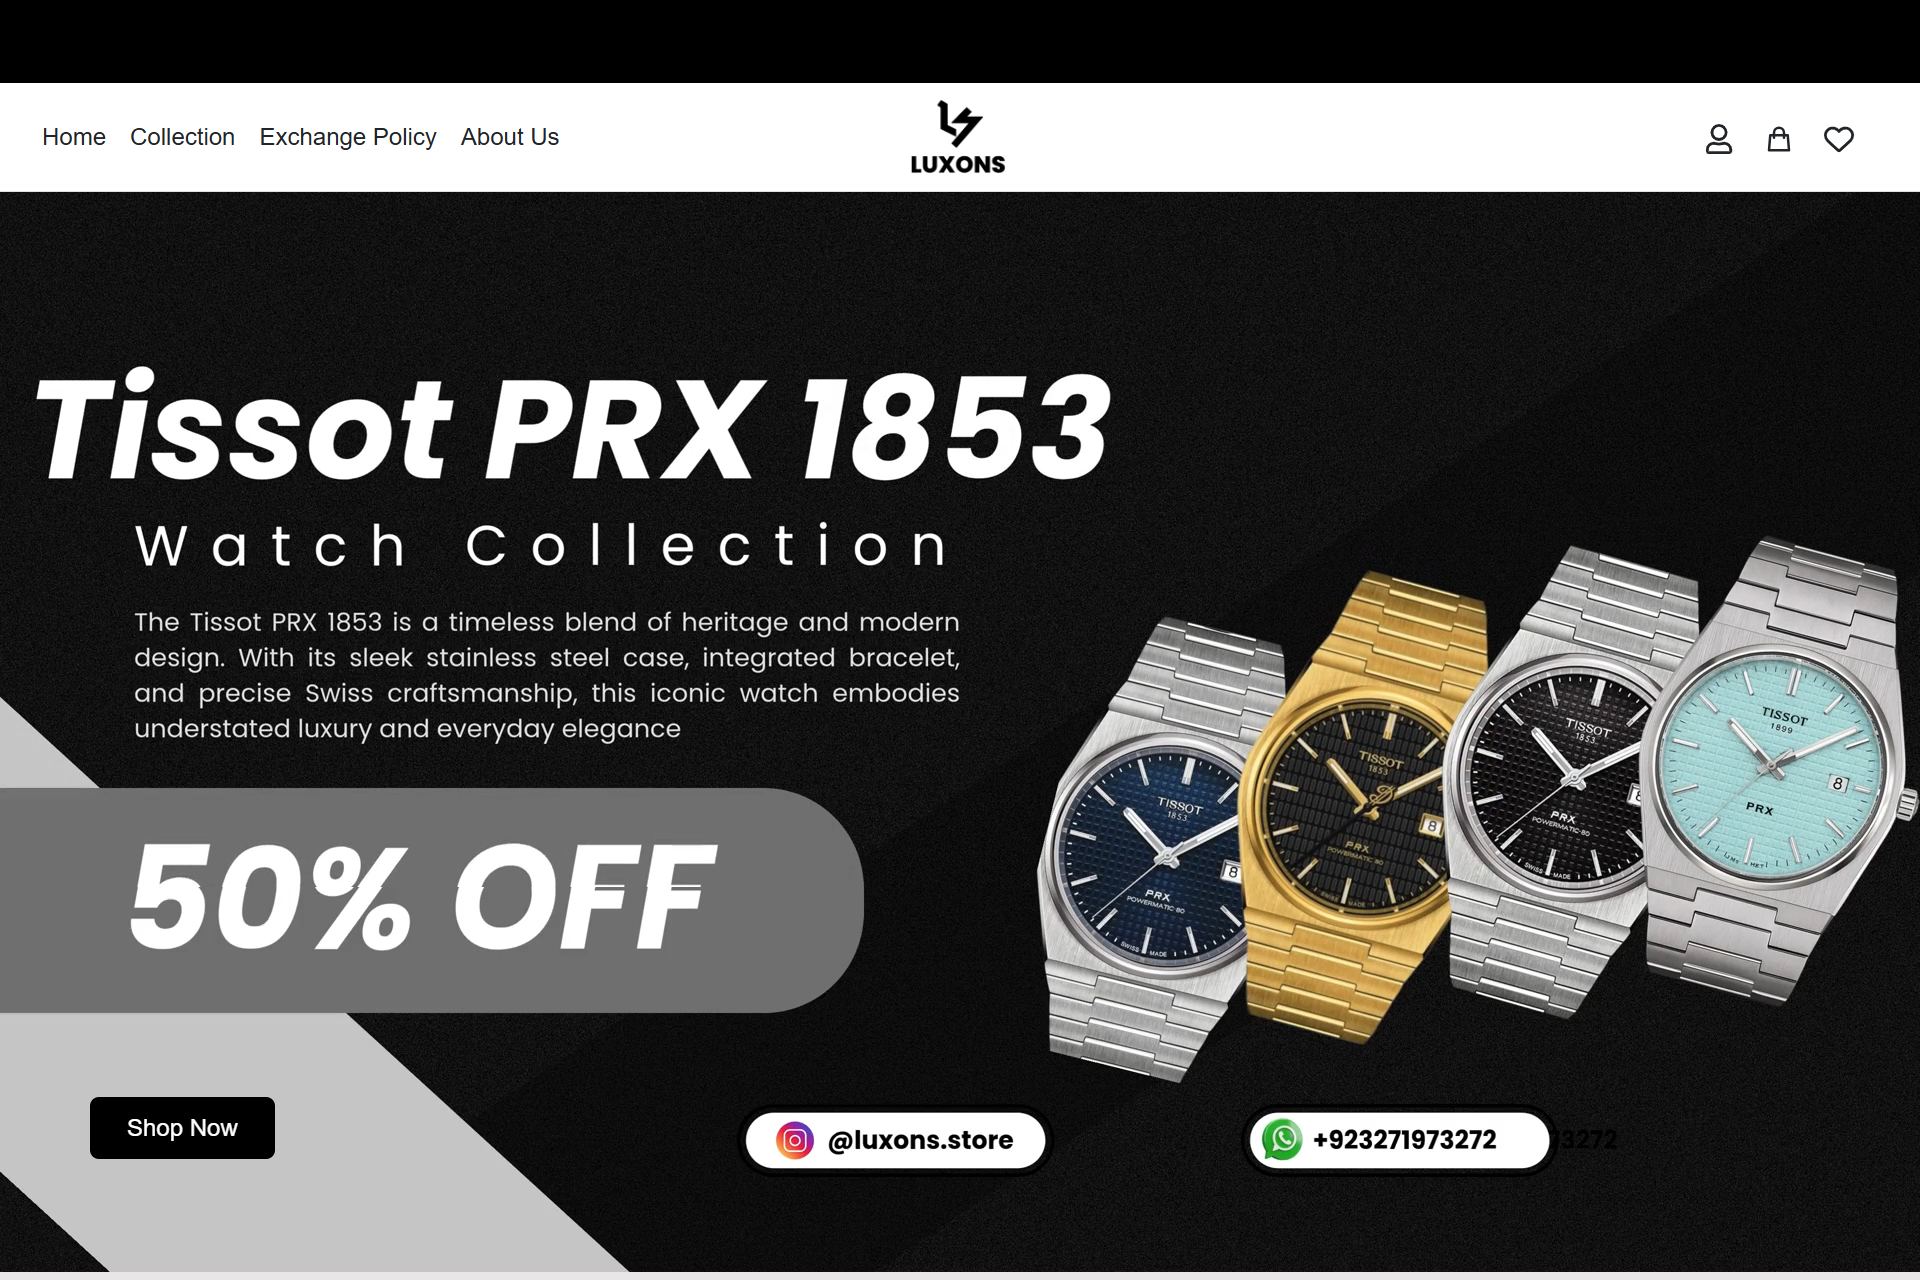 Home Collection Exchange Policy About Us
LUXONS
Tissot PRX 1853
Watch Collection
The Tissot PRX 1853 is a timeless blend of heritage and modern
design. With its sleek stainless steel case, integrated bracelet,
and precise Swiss craftsmanship, this iconic watch embodies
understated luxury and everyday elegance
50% OFF
TISSOT
1853
8
PRX
POWERMATIC 80
SWISS MADE
TISSOT
1853
8
PRX
POWERMATIC 80
SWISS MADE
TISSOT
1853
8
PRX
POWERMATIC 80
SWISS MADE
TISSOT
1899
8
PRX
Shop Now
@luxons.store
+923271973272
3272